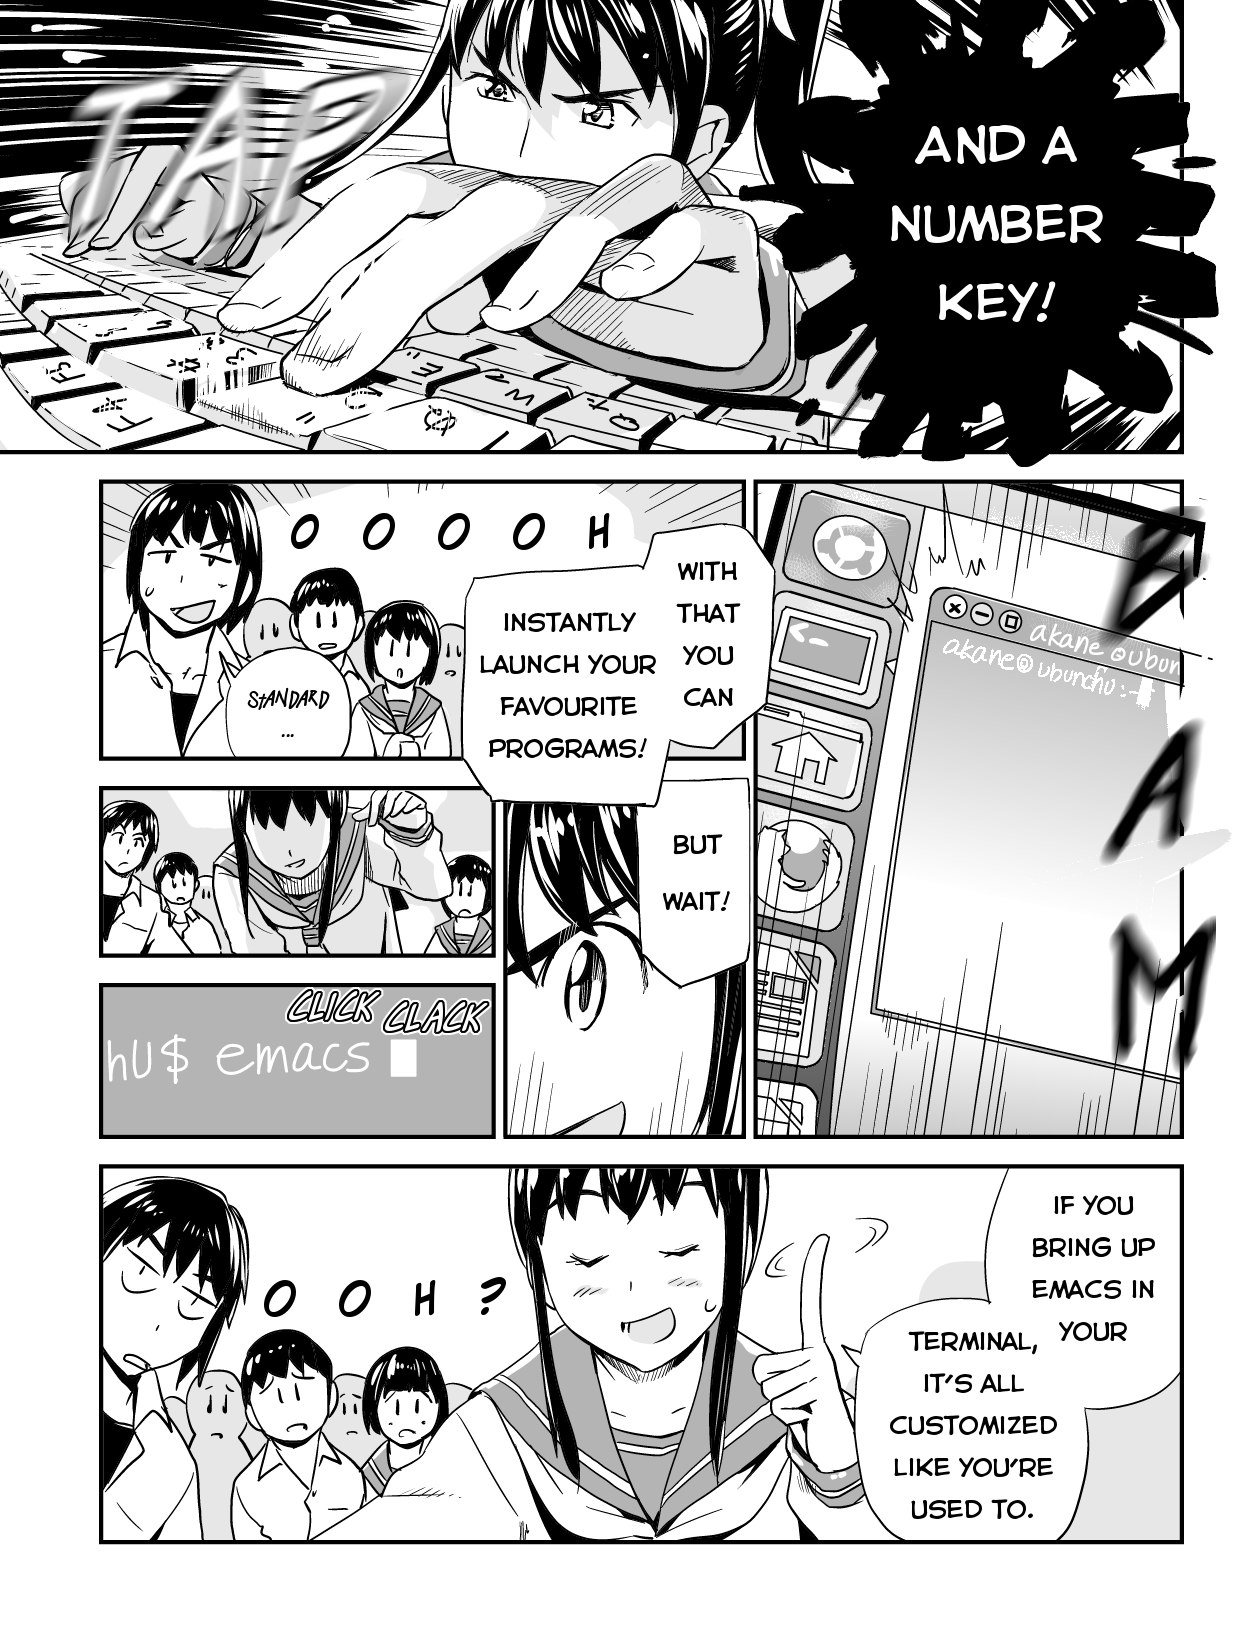 TAP
AND A
NUMBER
KEY!
BAM
akane@ubun
akane@ubunchu:~
WITH
THAT
YOU
CAN
INSTANTLY
LAUNCH YOUR
FAVOURITE
PROGRAMS!
OOOOH
STANDARD
...
BUT
WAIT!
CLICK
CLACK
hu$ emacs
IF YOU
BRING UP
EMACS IN
YOUR
TERMINAL,
IT'S ALL
CUSTOMIZED
LIKE YOU'RE
USED TO.
OOH?